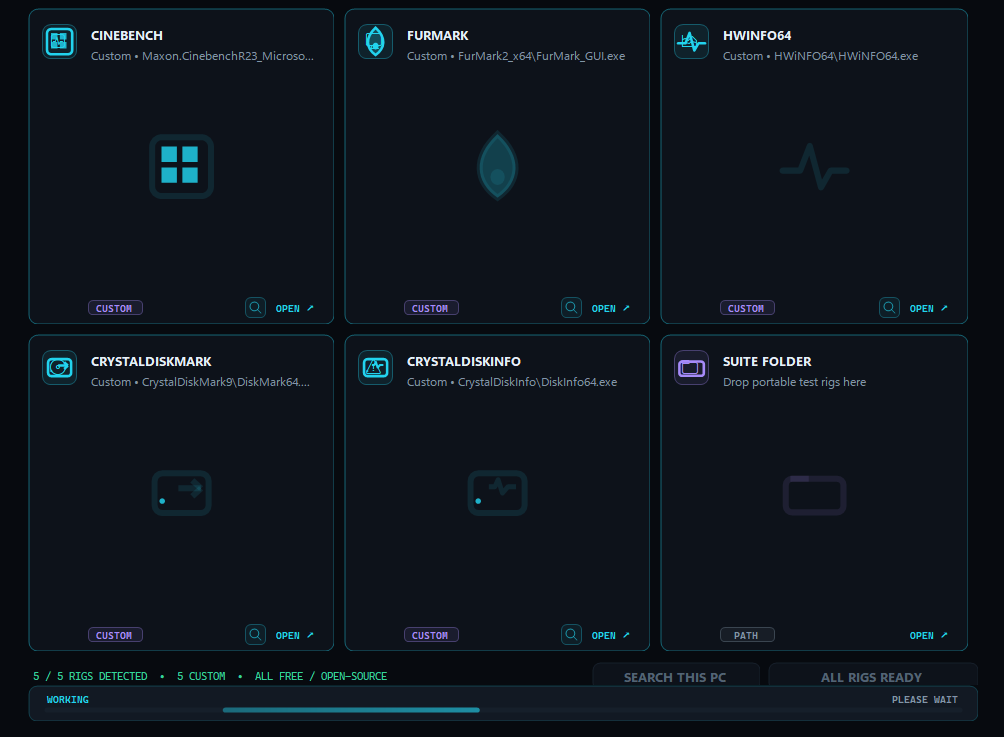 CINEBENCH
Custom • Maxon.CinebenchR23_Microso...
FURMARK
Custom • FurMark2_x64\FurMark_GUI.exe
HWINFO64
Custom • HWiNFO64\HWiNFO64.exe
CUSTOM
OPEN ↗
CUSTOM
OPEN ↗
CUSTOM
OPEN ↗
CRYSTALDISKMARK
Custom • CrystalDiskMark9\DiskMark64....
CRYSTALDISKINFO
Custom • CrystalDiskInfo\DiskInfo64.exe
SUITE FOLDER
Drop portable test rigs here
CUSTOM
OPEN ↗
CUSTOM
OPEN ↗
PATH
OPEN ↗
5 / 5 RIGS DETECTED • 5 CUSTOM • ALL FREE / OPEN-SOURCE
SEARCH THIS PC
ALL RIGS READY
WORKING
PLEASE WAIT